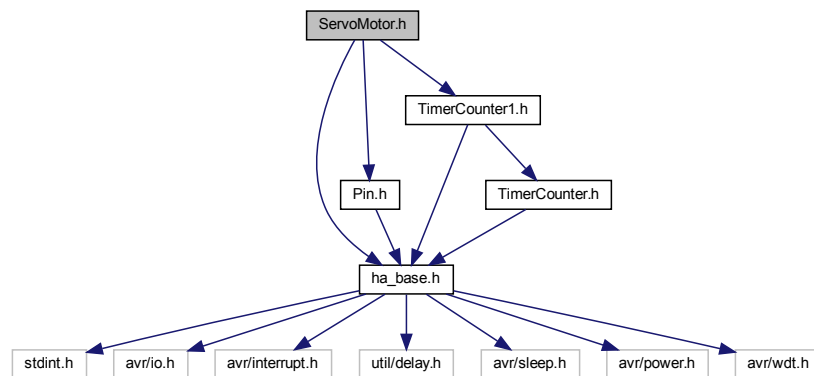 ServoMotor.h
TimerCounter1.h
Pin.h
TimerCounter.h
ha_base.h
stdint.h
avr/io.h
avr/interrupt.h
util/delay.h
avr/sleep.h
avr/power.h
avr/wdt.h